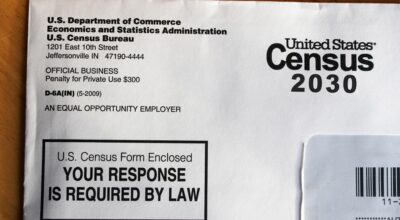 U.S. Department of Commerce
Economics and Statistics Administration
U.S. Census Bureau
1201 East 10th Street
Jeffersonville IN 47190-4444
OFFICIAL BUSINESS
Penalty for Private Use $300
D-6A(IN) (5-2009)
AN EQUAL OPPORTUNITY EMPLOYER
United States
Census
2030
U.S. Census Form Enclosed
YOUR RESPONSE
IS REQUIRED BY LAW
11-2